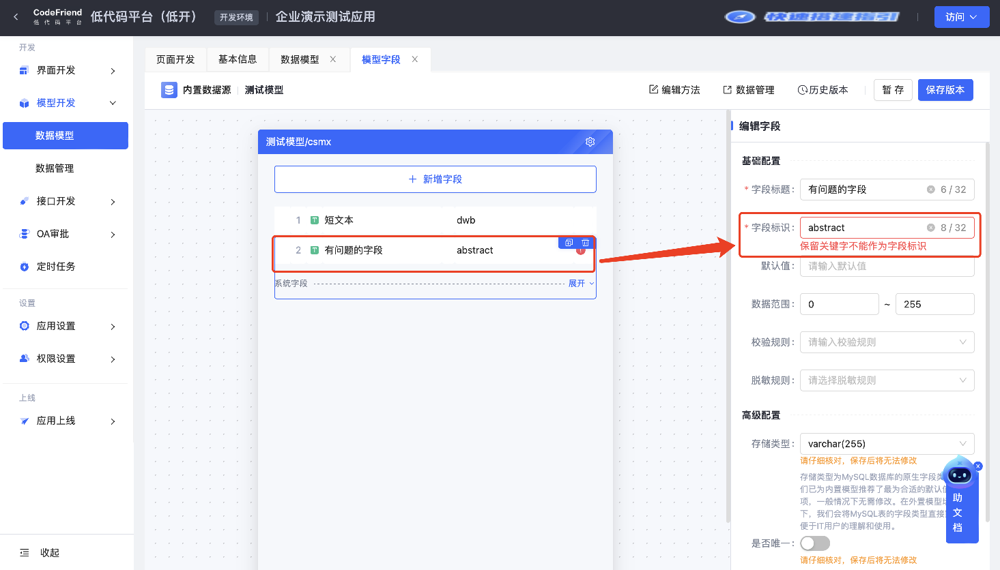 CodeFriend
低 代 码 平 台
低代码平台（低开）
开发环境
企业演示测试应用
快速搭建指引
访问
开发
界面开发
模型开发
数据模型
数据管理
接口开发
OA审批
定时任务
设置
应用设置
权限设置
上线
应用上线
收起
页面开发
基本信息
数据模型
模型字段
内置数据源
测试模型
编辑方法
数据管理
历史版本
暂 存
保存版本
测试模型/csmx
+ 新增字段
1 T 短文本 dwb
2 T 有问题的字段 abstract
系统字段
展开
编辑字段
基础配置
* 字段标题：
有问题的字段
6 / 32
* 字段标识：
abstract
8 / 32
保留关键字不能作为字段标识
默认值：
请输入默认值
数据范围：
0 ~ 255
校验规则：
请输入校验规则
脱敏规则：
请选择脱敏规则
高级配置
存储类型：
varchar(255)
请仔细核对，保存后将无法修改
存储类型为MySQL数据库的原生字段类
们已为内置模型推荐了最为合适的默认
项，一般情况下无需修改。在外置模型
下，我们会将MySQL表的字段类型直接
便于IT用户的理解和使用。
是否唯一：
请仔细核对，保存后将无法修改
助
文
档